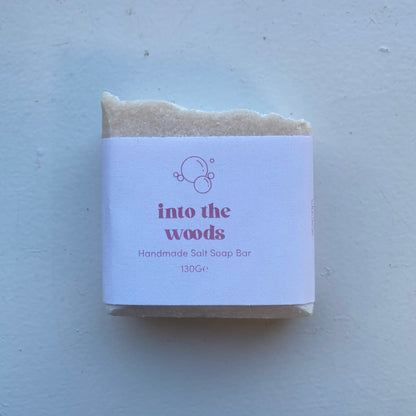 into the
woods
Handmade Salt Soap Bar
130G℮